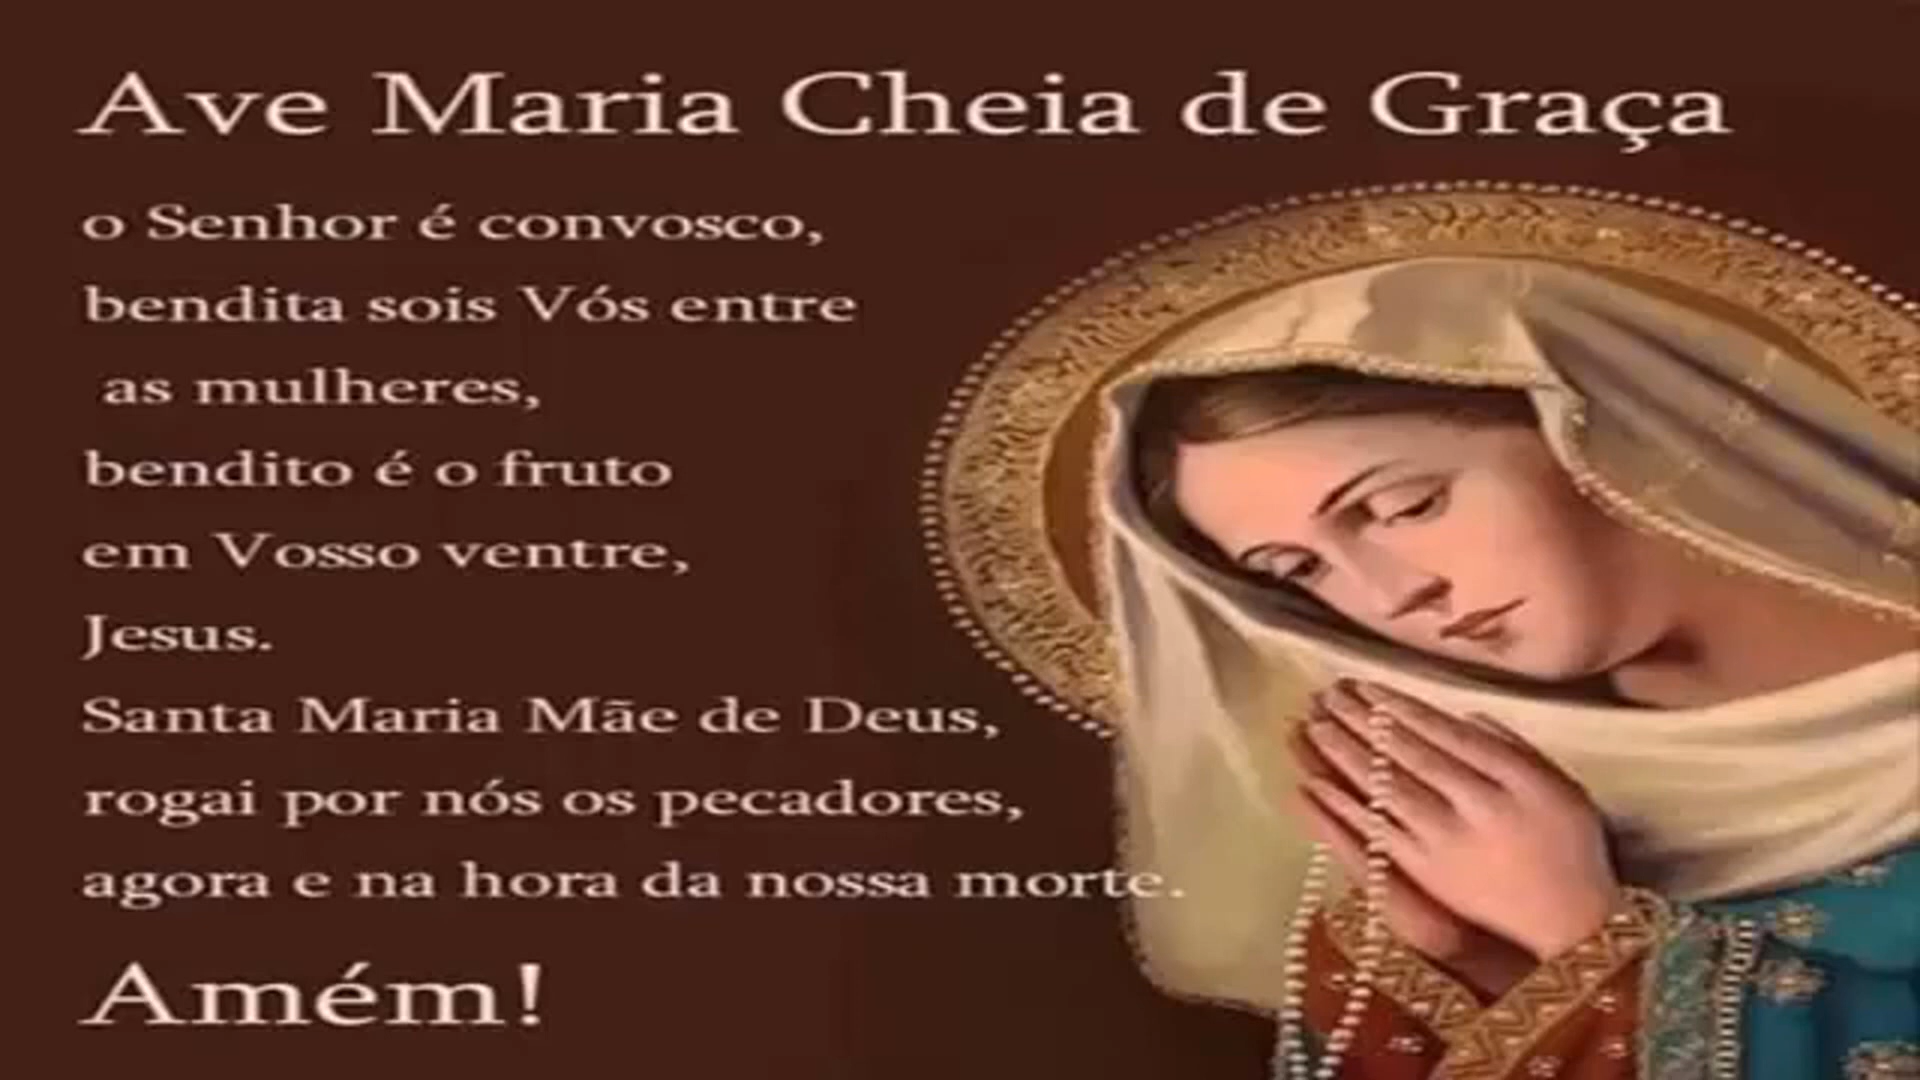 Ave Maria Cheia de Graça
o Senhor é convosco,
bendita sois Vós entre
as mulheres,
bendito é o fruto
em Vosso ventre,
Jesus.
Santa Maria Mãe de Deus,
rogai por nós os pecadores,
agora e na hora da nossa morte.
Amém!